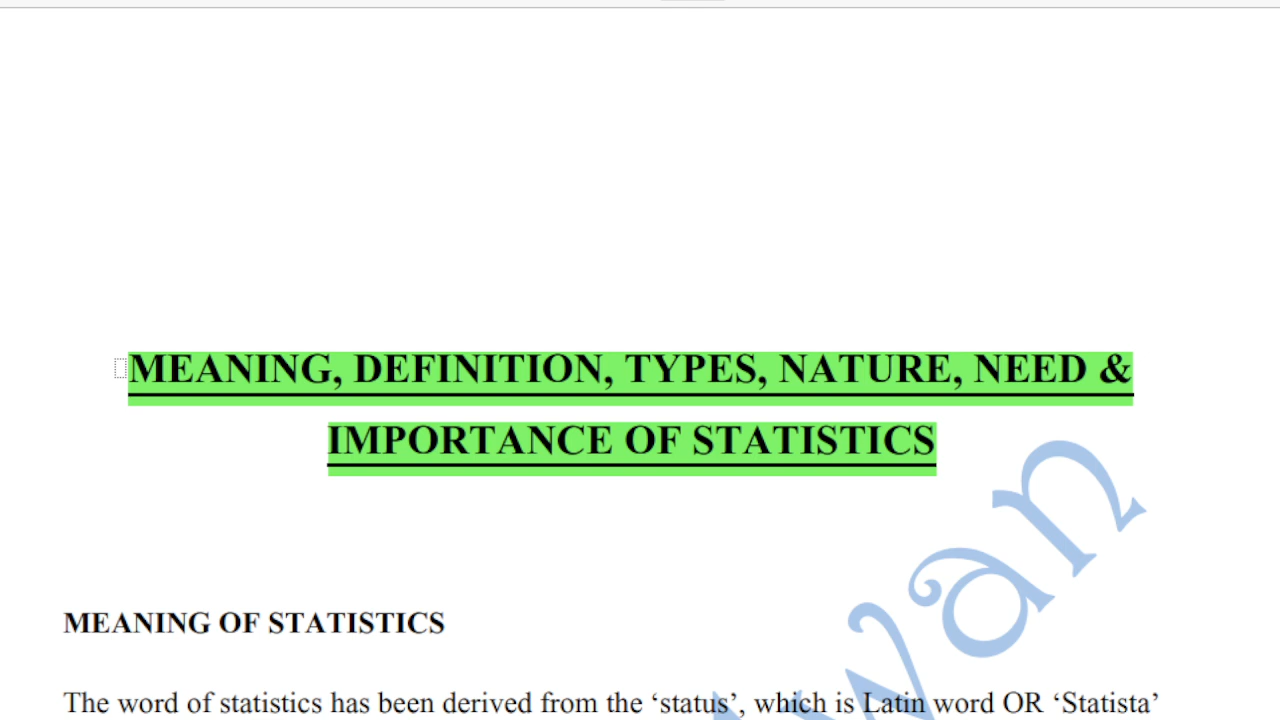 MEANING, DEFINITION, TYPES, NATURE, NEED &
IMPORTANCE OF STATISTICS
MEANING OF STATISTICS
The word of statistics has been derived from the ‘status’, which is Latin word OR ‘Statista’
wan